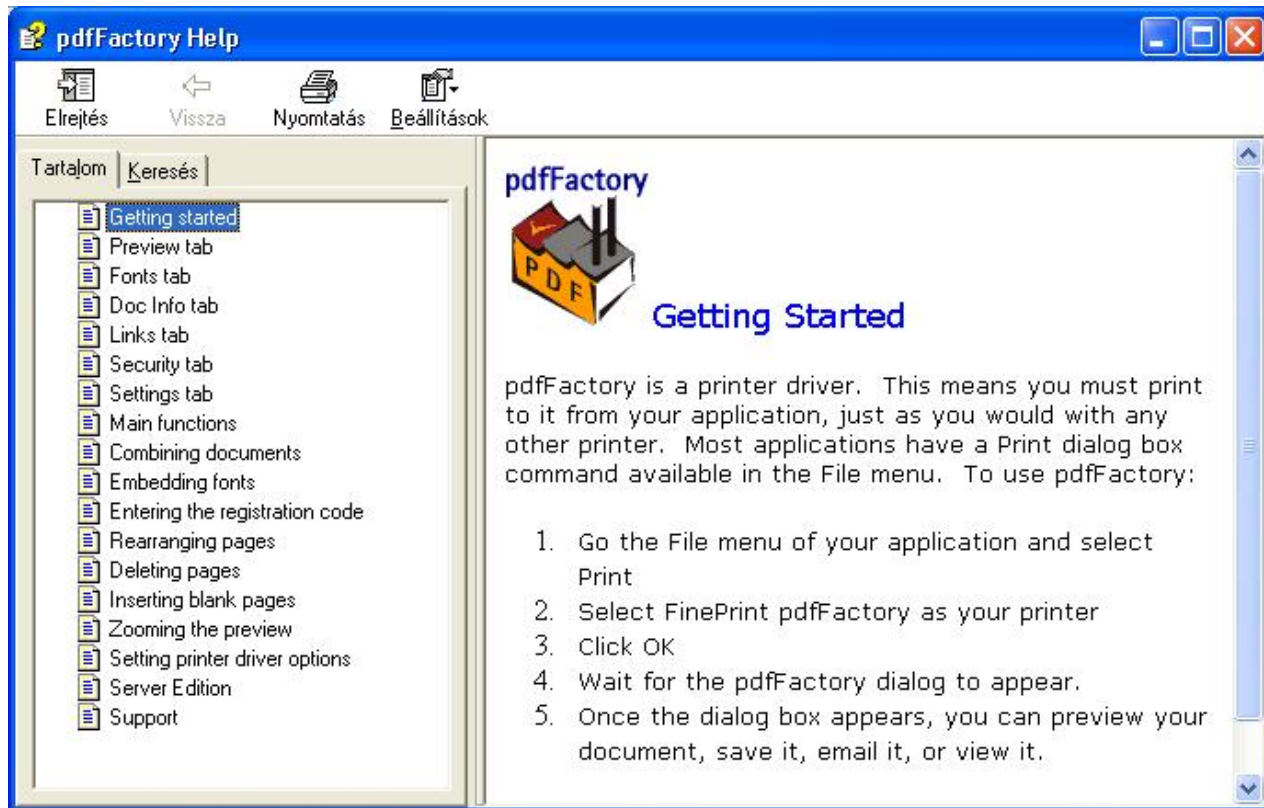 pdfFactory Help
Elrejtés Vissza Nyomtatás Beállítások
Tartalom Keresés
Getting started
Preview tab
Fonts tab
Doc Info tab
Links tab
Security tab
Settings tab
Main functions
Combining documents
Embedding fonts
Entering the registration code
Rearranging pages
Deleting pages
Inserting blank pages
Zooming the preview
Setting printer driver options
Server Edition
Support
pdfFactory
PDF
Getting Started
pdfFactory is a printer driver. This means you must print
to it from your application, just as you would with any
other printer. Most applications have a Print dialog box
command available in the File menu. To use pdfFactory:
1. Go the File menu of your application and select
Print
2. Select FinePrint pdfFactory as your printer
3. Click OK
4. Wait for the pdfFactory dialog to appear.
5. Once the dialog box appears, you can preview your
document, save it, email it, or view it.